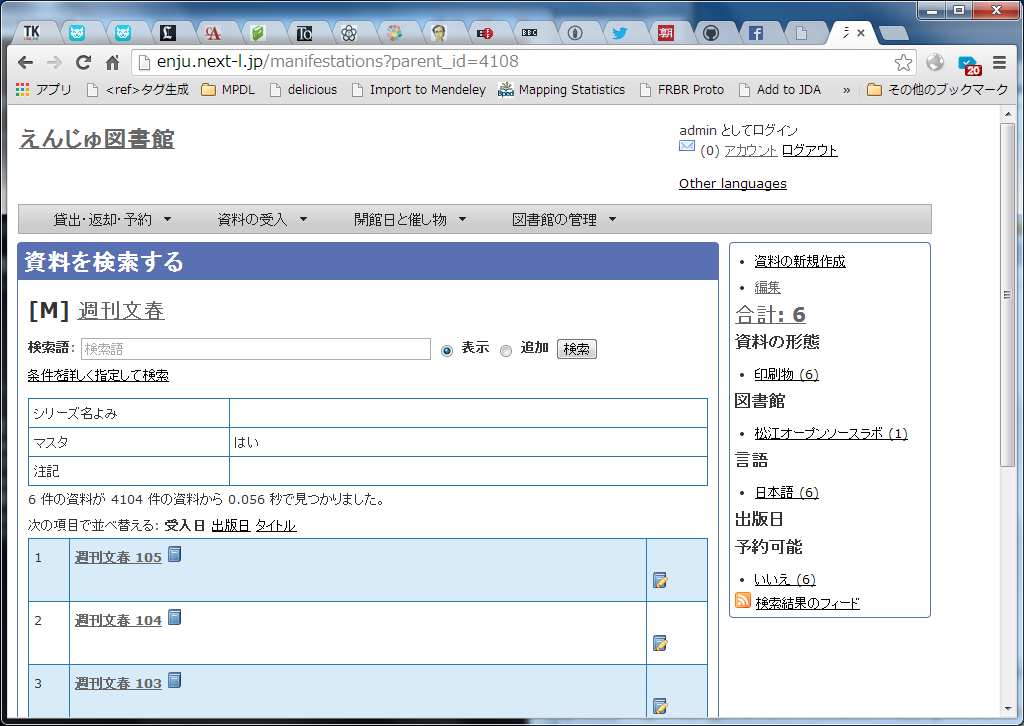 TK
CA
To
BBC
朝
ラ
enju.next-l.jp/manifestations?parent_id=4108
20
アプリ <ref>タグ生成 MPDL delicious Import to Mendeley Mapping Statistics FRBR Proto Add to JDA » その他のブックマーク
えんじゅ図書館
admin としてログイン
(0) アカウント ログアウト
Other languages
貸出・返却・予約 資料の受入 開館日と催し物 図書館の管理
資料を検索する
[M] 週刊文春
検索語: 検索語 表示 追加 検索
条件を詳しく指定して検索
シリーズ名よみ
マスタ はい
注記
6 件の資料が 4104 件の資料から 0.056 秒で見つかりました。
次の項目で並べ替える: 受入日 出版日 タイトル
1 週刊文春 105
2 週刊文春 104
3 週刊文春 103
• 資料の新規作成
• 編集
合計: 6
資料の形態
• 印刷物 (6)
図書館
• 松江オープンソースラボ (1)
言語
• 日本語 (6)
出版日
予約可能
• いいえ (6)
検索結果のフィード